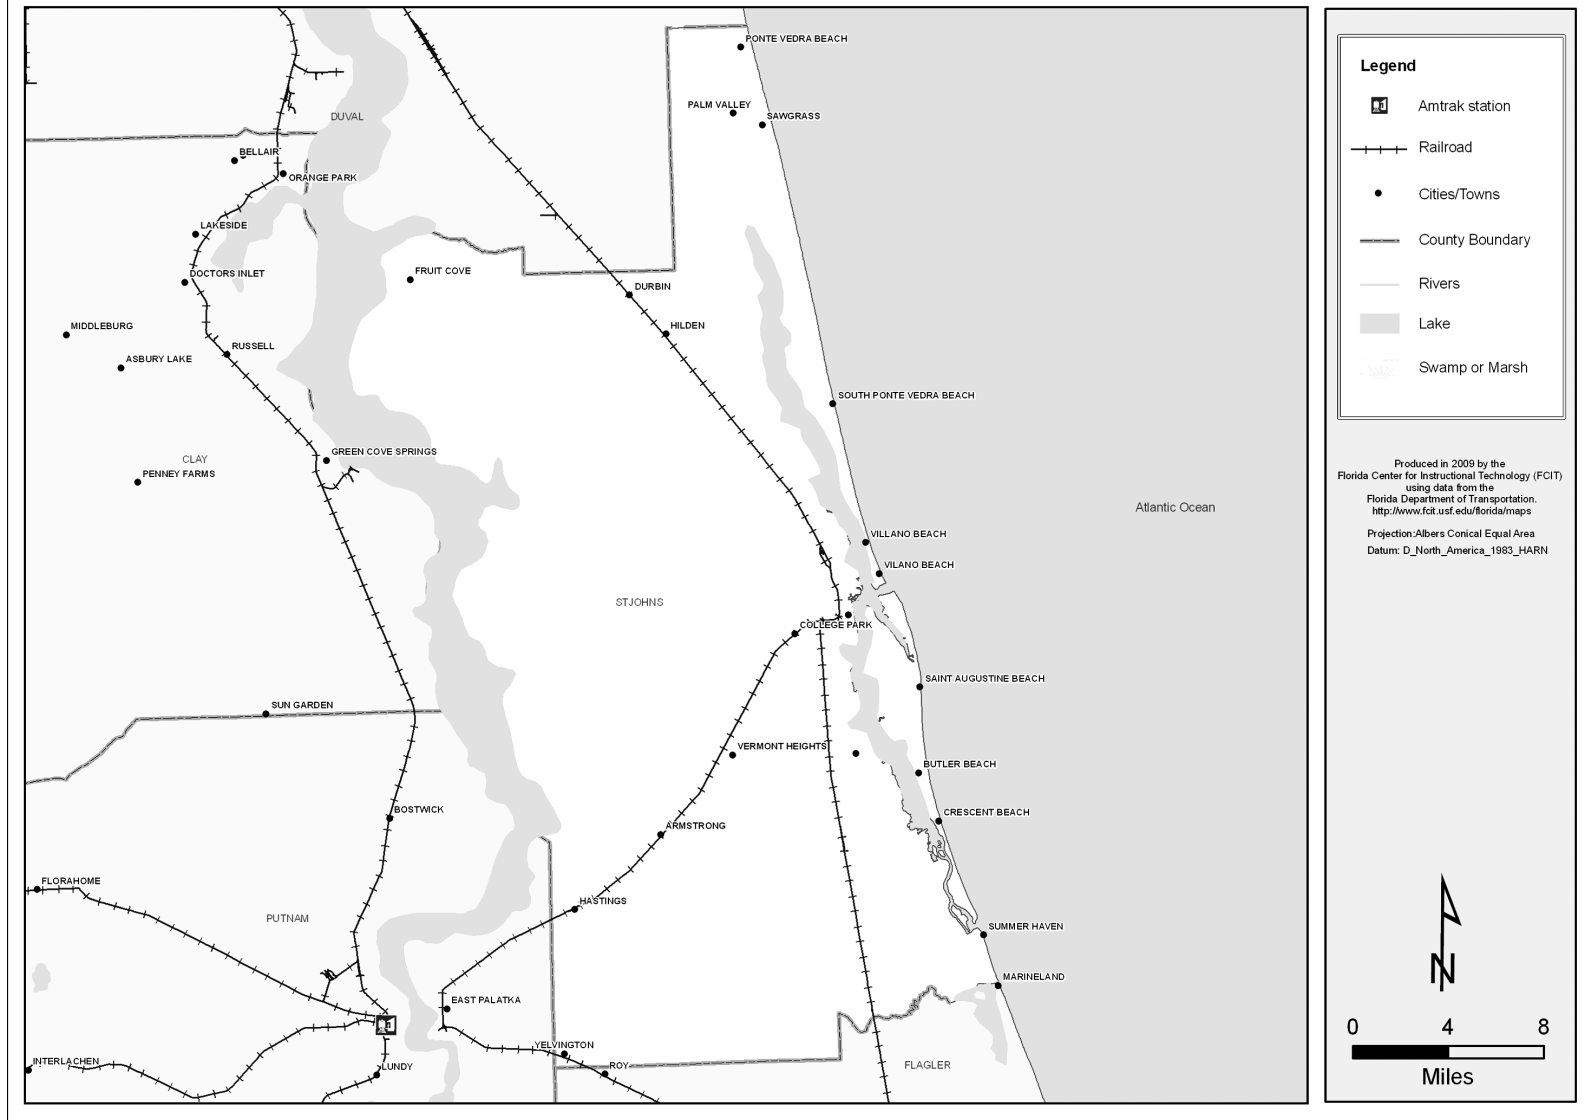 PONTE VEDRA BEACH
PALM VALLEY
SAWGRASS
DUVAL
BELLAIR
ORANGE PARK
LAKESIDE
DOCTORS INLET
FRUIT COVE
DURBIN
MIDDLEBURG
HILDEN
ASBURY LAKE
RUSSELL
SOUTH PONTE VEDRA BEACH
GREEN COVE SPRINGS
CLAY
PENNEY FARMS
Atlantic Ocean
VILLANO BEACH
VILANO BEACH
STJOHNS
COLLEGE PARK
SAINT AUGUSTINE BEACH
SUN GARDEN
VERMONT HEIGHTS
BUTLER BEACH
BOSTWICK
CRESCENT BEACH
ARMSTRONG
FLORAHOME
HASTINGS
PUTNAM
SUMMER HAVEN
MARINELAND
EAST PALATKA
YELVINGTON
INTERLACHEN
LUNDY
ROY
FLAGLER
Legend
Amtrak station
Railroad
Cities/Towns
County Boundary
Rivers
Lake
Swamp or Marsh
Produced in 2009 by the
Florida Center for Instructional Technology (FCIT)
using data from the
Florida Department of Transportation.
http://www.fcit.usf.edu/florida/maps
Projection:Albers Conical Equal Area
Datum: D_North_America_1983_HARN
N
0 4 8
Miles